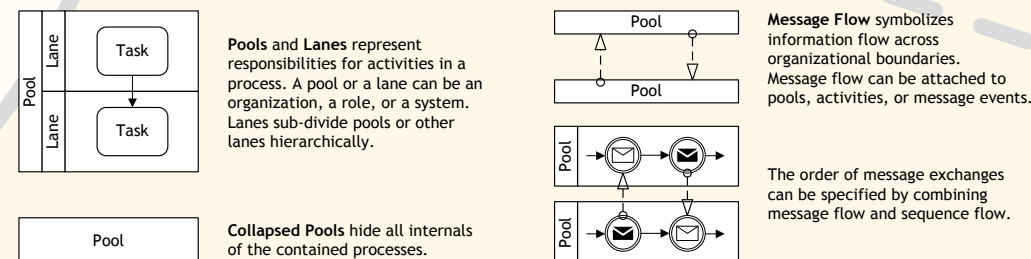 Pool
Lane
Task
Lane
Task
Pools and Lanes represent
responsibilities for activities in a
process. A pool or a lane can be an
organization, a role, or a system.
Lanes sub-divide pools or other
lanes hierarchically.
Pool
Collapsed Pools hide all internals
of the contained processes.
Pool
Pool
Message Flow symbolizes
information flow across
organizational boundaries.
Message flow can be attached to
pools, activities, or message events.
Pool
Pool
The order of message exchanges
can be specified by combining
message flow and sequence flow.